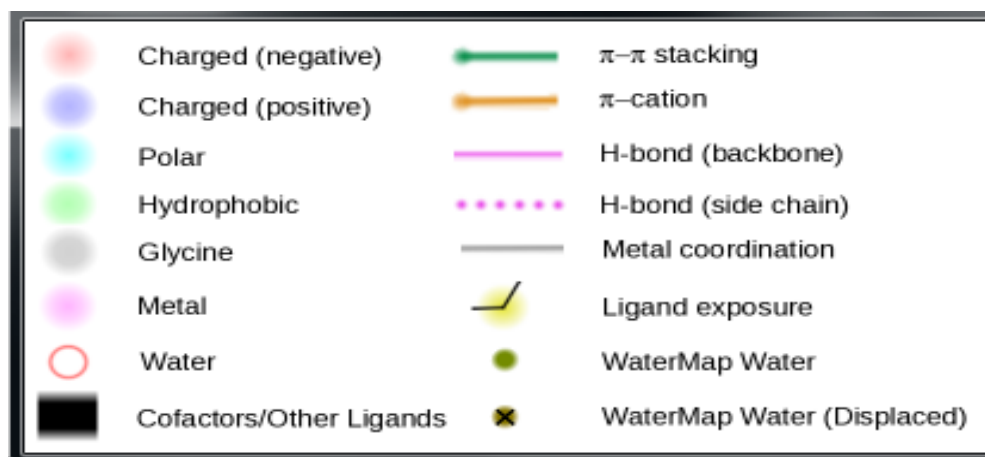 Charged (negative)
Charged (positive)
Polar
Hydrophobic
Glycine
Metal
Water
Cofactors/Other Ligands
π–π stacking
π–cation
H-bond (backbone)
H-bond (side chain)
Metal coordination
Ligand exposure
WaterMap Water
WaterMap Water (Displaced)